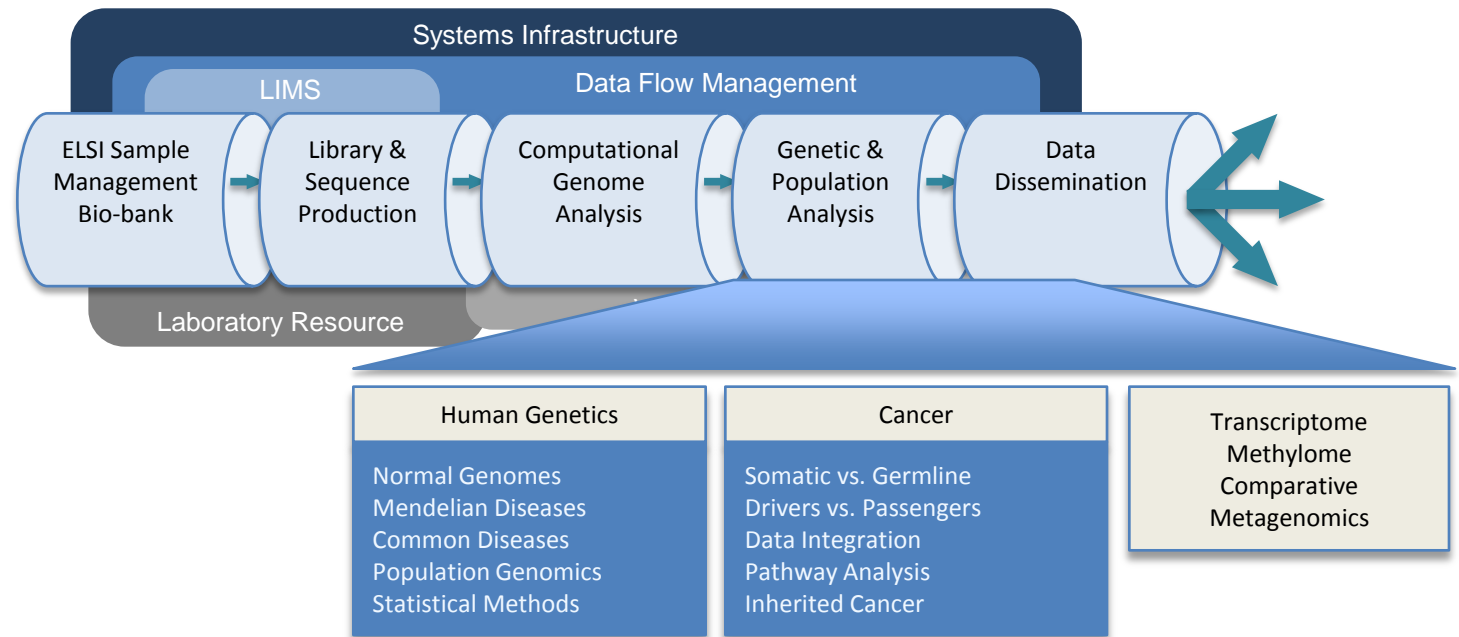 Systems Infrastructure
Data Flow Management
LIMS
ELSI Sample
Management
Bio-bank
Library &
Sequence
Production
Computational
Genome
Analysis
Genetic &
Population
Analysis
Data
Dissemination
Laboratory Resource
Human Genetics
Normal Genomes
Mendelian Diseases
Common Diseases
Population Genomics
Statistical Methods
Cancer
Somatic vs. Germline
Drivers vs. Passengers
Data Integration
Pathway Analysis
Inherited Cancer
Transcriptome
Methylome
Comparative
Metagenomics